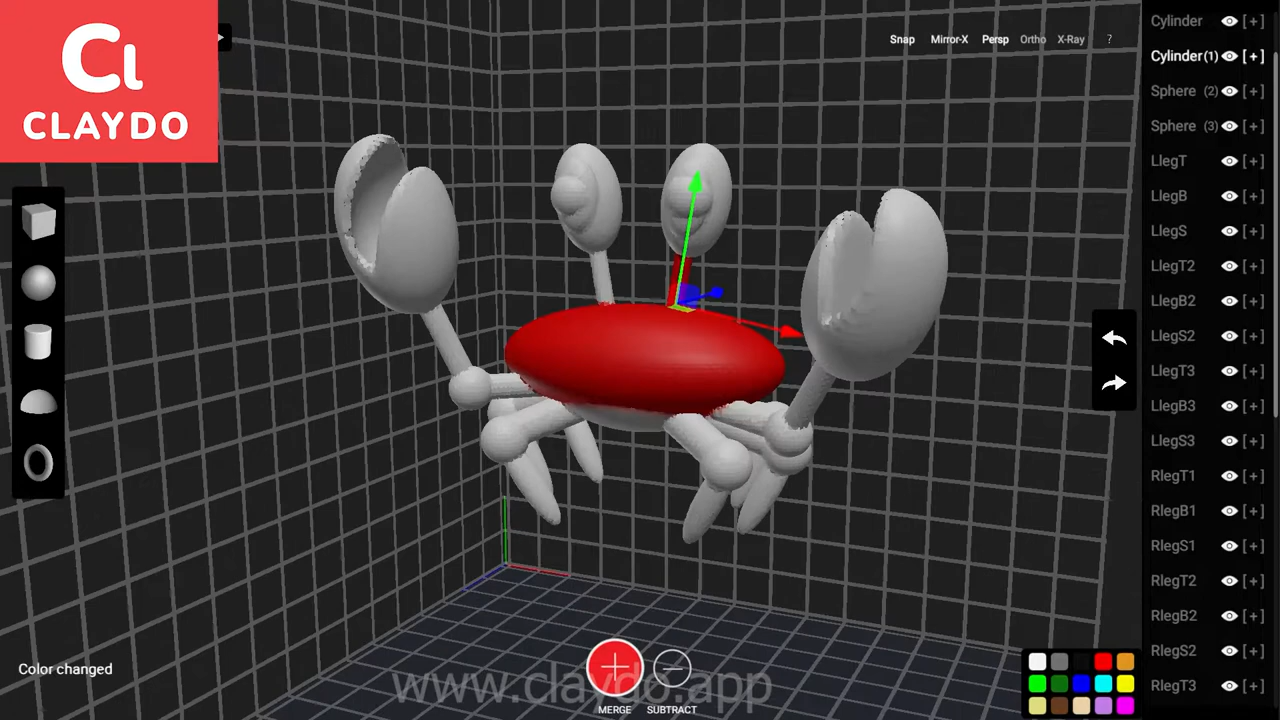 Cl
CLAYDO
Snap Mirror-X Persp Ortho X-Ray ?
Cylinder [+]
Cylinder(1) [+]
Sphere (2) [+]
Sphere (3) [+]
LlegT [+]
LlegB [+]
LlegS [+]
LlegT2 [+]
LlegB2 [+]
LlegS2 [+]
LlegT3 [+]
LlegB3 [+]
LlegS3 [+]
RlegT1 [+]
RlegB1 [+]
RlegS1 [+]
RlegT2 [+]
RlegB2 [+]
RlegS2 [+]
RlegT3 [+]
Color changed
www.claydo.app
MERGE SUBTRACT